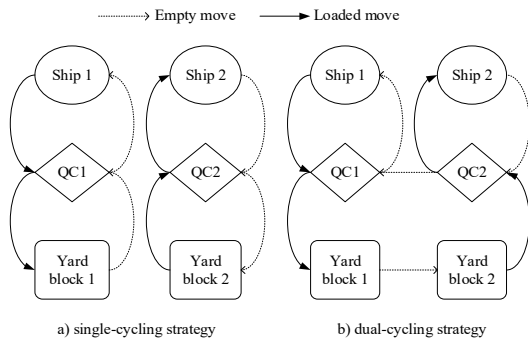 Empty move
Loaded move
Ship 1
Ship 2
Ship 1
Ship 2
QC1
QC2
QC1
QC2
Yard
block 1
Yard
block 2
Yard
block 1
Yard
block 2
a) single-cycling strategy
b) dual-cycling strategy